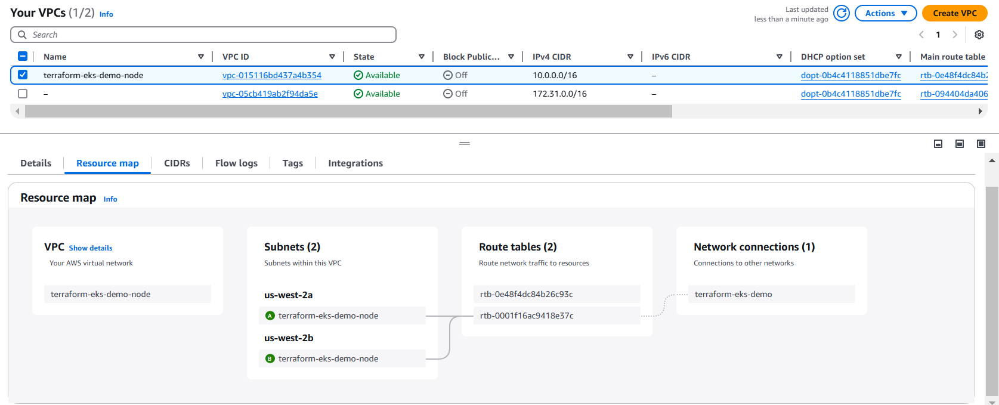 Your VPCs (1/2) Info
Last updated
less than a minute ago
Actions
Create VPC
Search
1
Name VPC ID State Block Public... IPv4 CIDR IPv6 CIDR DHCP option set Main route table
terraform-eks-demo-node vpc-015116bd437a4b354 Available Off 10.0.0.0/16 – dopt-0b4c4118851dbe7fc rtb-0e48f4dc84b2
– vpc-05cb419ab2f94da5e Available Off 172.31.0.0/16 – dopt-0b4c4118851dbe7fc rtb-094404da406
Details Resource map CIDRs Flow logs Tags Integrations
Resource map Info
VPC Show details
Your AWS virtual network
terraform-eks-demo-node
Subnets (2)
Subnets within this VPC
us-west-2a
A terraform-eks-demo-node
us-west-2b
B terraform-eks-demo-node
Route tables (2)
Route network traffic to resources
rtb-0e48f4dc84b26c93c
rtb-0001f16ac9418e37c
Network connections (1)
Connections to other networks
terraform-eks-demo